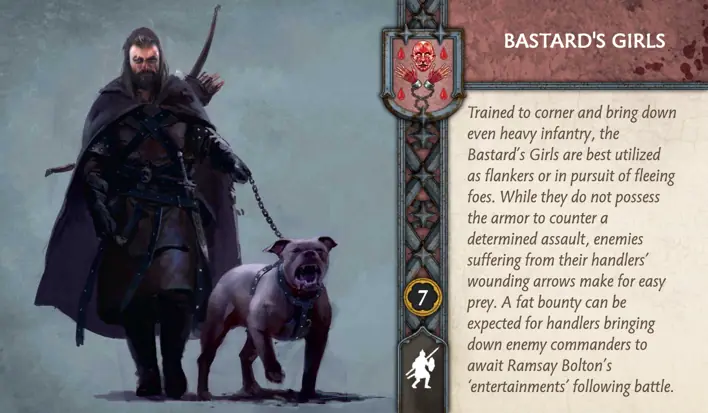 BASTARD'S GIRLS
Trained to corner and bring down
even heavy infantry, the
Bastard's Girls are best utilized
as flankers or in pursuit of fleeing
foes. While they do not possess
the armor to counter a
determined assault, enemies
suffering from their handlers'
wounding arrows make for easy
prey. A fat bounty can be
expected for handlers bringing
down enemy commanders to
await Ramsay Bolton's
'entertainments' following battle.
7